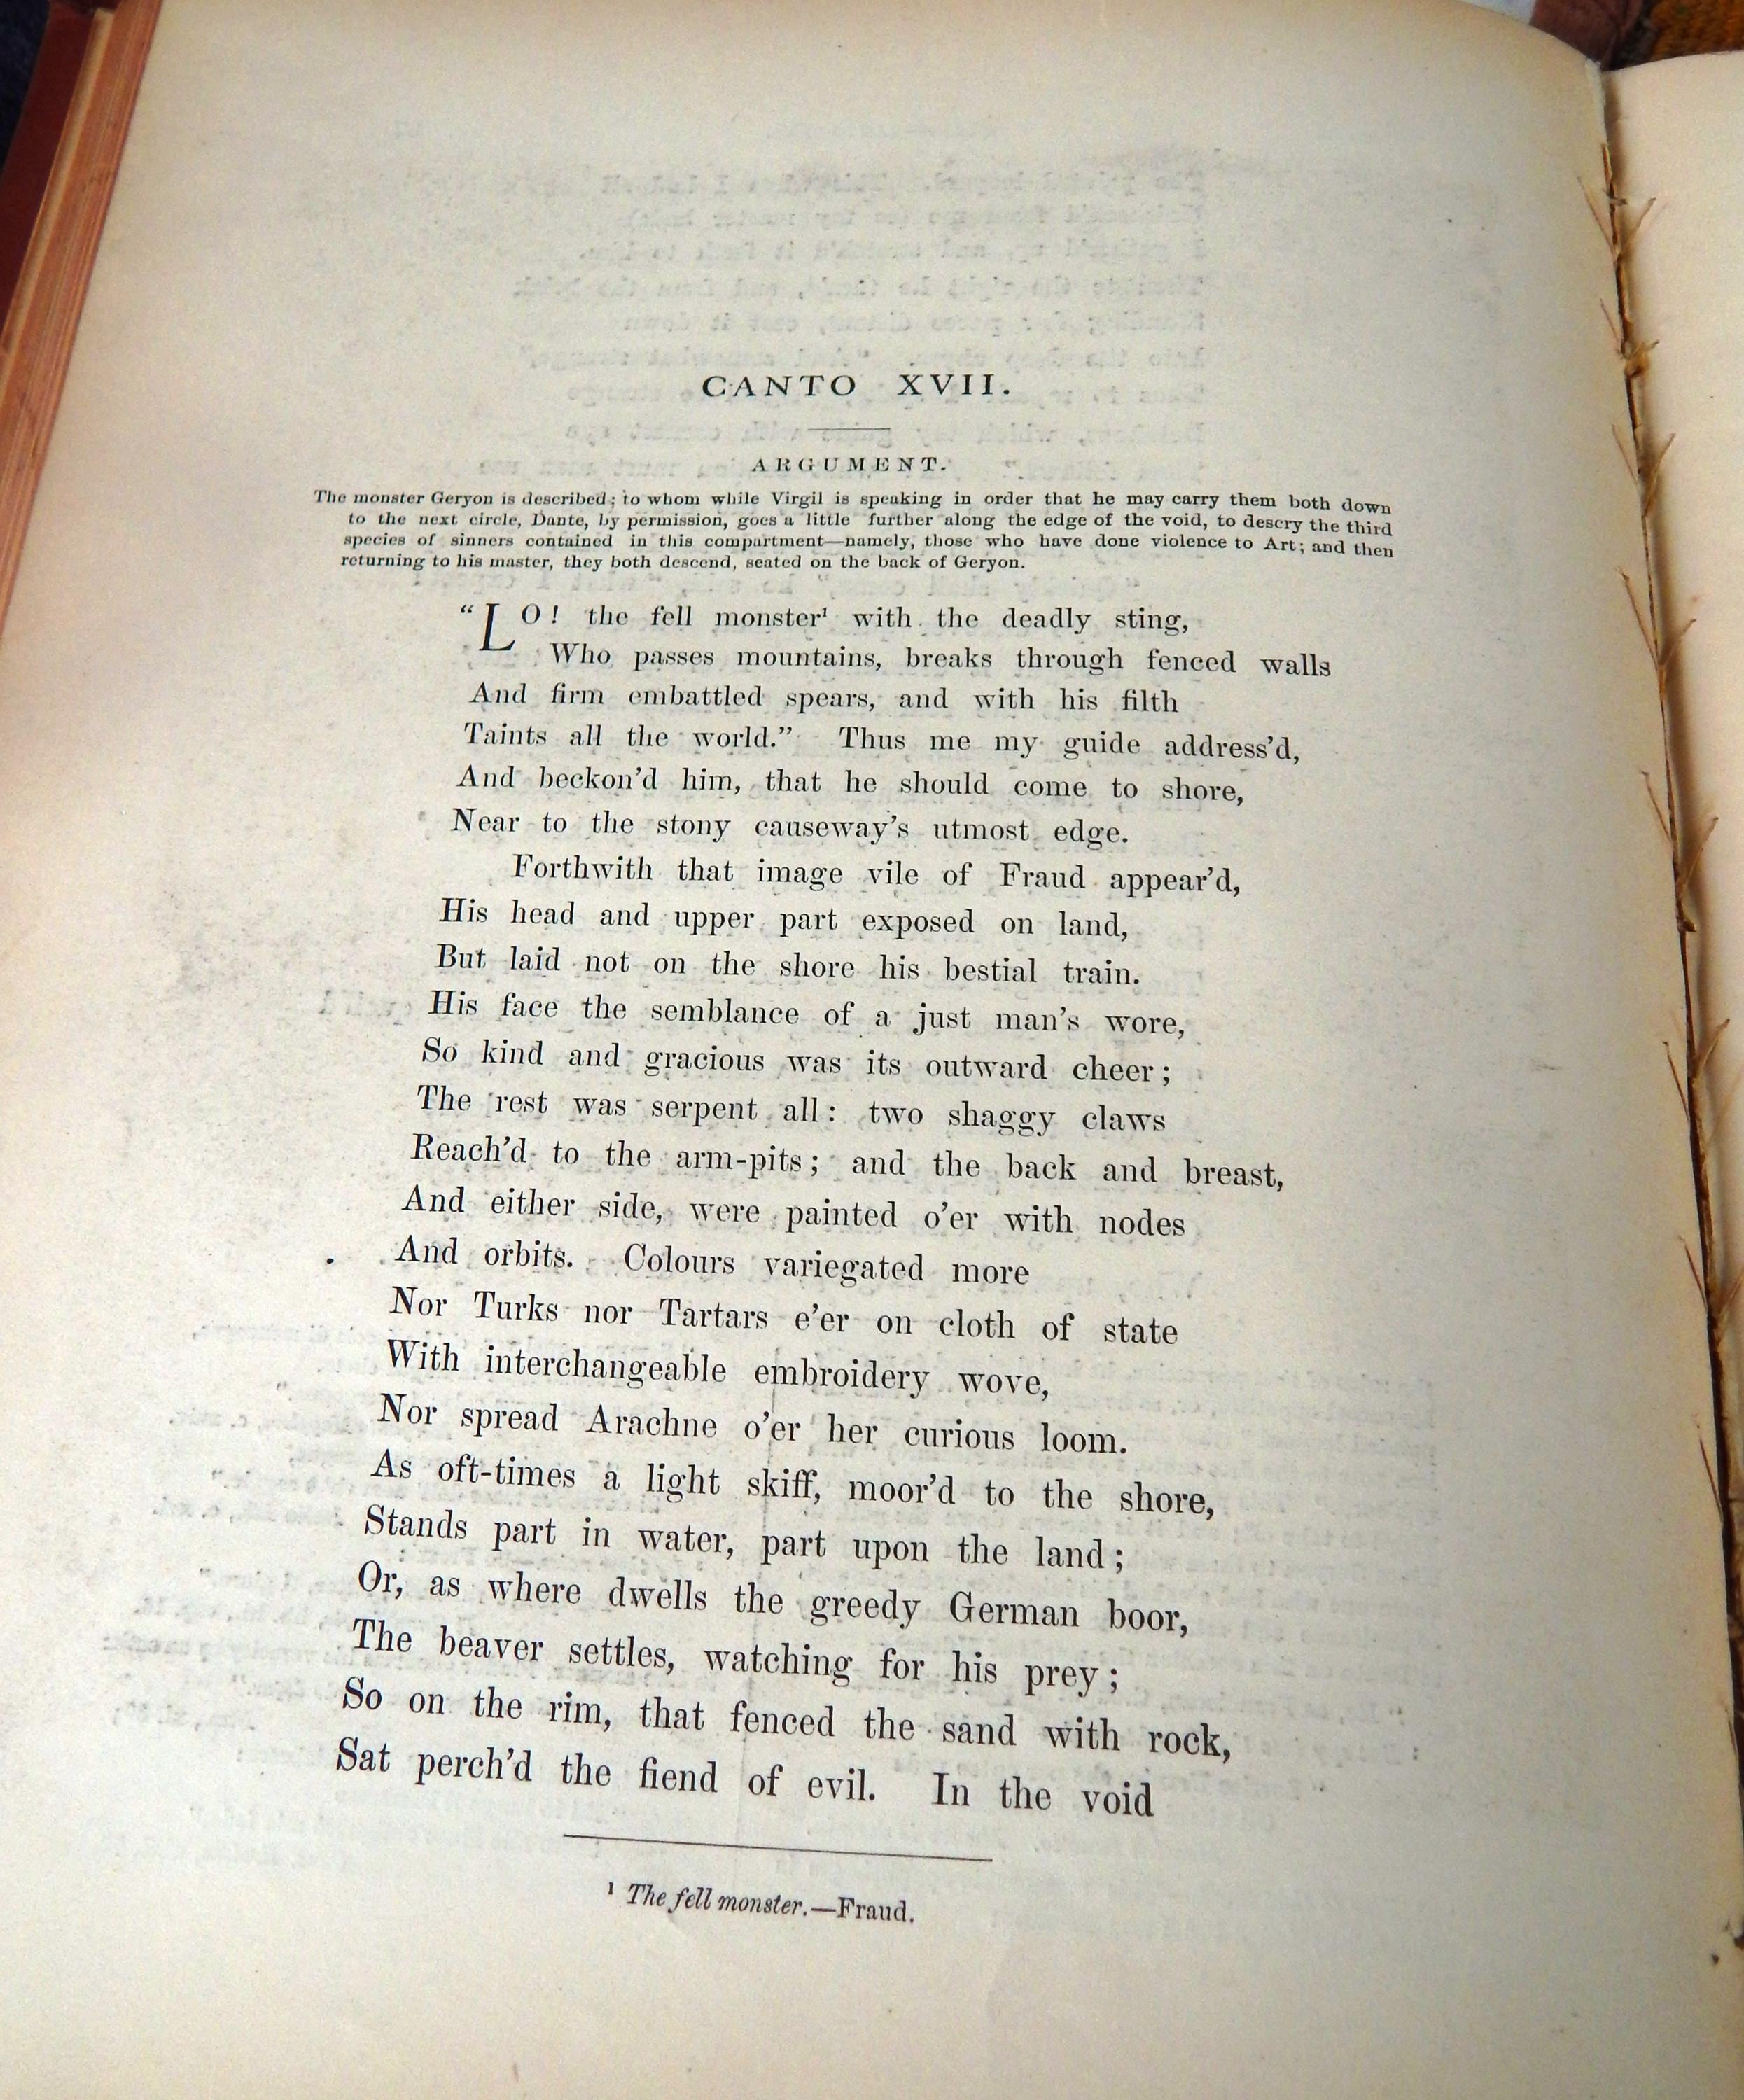 CANTO XVII.
ARGUMENT.
The monster Geryon is described; to whom while Virgil is speaking in order that he may carry them both down
to the next circle, Dante, by permission, goes a little further along the edge of the void, to descry the third
species of sinners contained in this compartment—namely, those who have done violence to Art; and then
returning to his master, they both descend, seated on the back of Geryon.
“LO! the fell monster¹ with the deadly sting,
Who passes mountains, breaks through fenced walls
And firm embattled spears, and with his filth
Taints all the world.” Thus me my guide address’d,
And beckon’d him, that he should come to shore,
Near to the stony causeway’s utmost edge.
Forthwith that image vile of Fraud appear’d,
His head and upper part exposed on land,
But laid not on the shore his bestial train.
His face the semblance of a just man’s wore,
So kind and gracious was its outward cheer;
The rest was serpent all: two shaggy claws
Reach’d to the arm-pits; and the back and breast,
And either side, were painted o’er with nodes
And orbits. Colours variegated more
Nor Turks nor Tartars e’er on cloth of state
With interchangeable embroidery wove,
Nor spread Arachne o’er her curious loom.
As oft-times a light skiff, moor’d to the shore,
Stands part in water, part upon the land;
Or, as where dwells the greedy German boor,
The beaver settles, watching for his prey;
So on the rim, that fenced the sand with rock,
Sat perch’d the fiend of evil. In the void
¹ The fell monster.—Fraud.